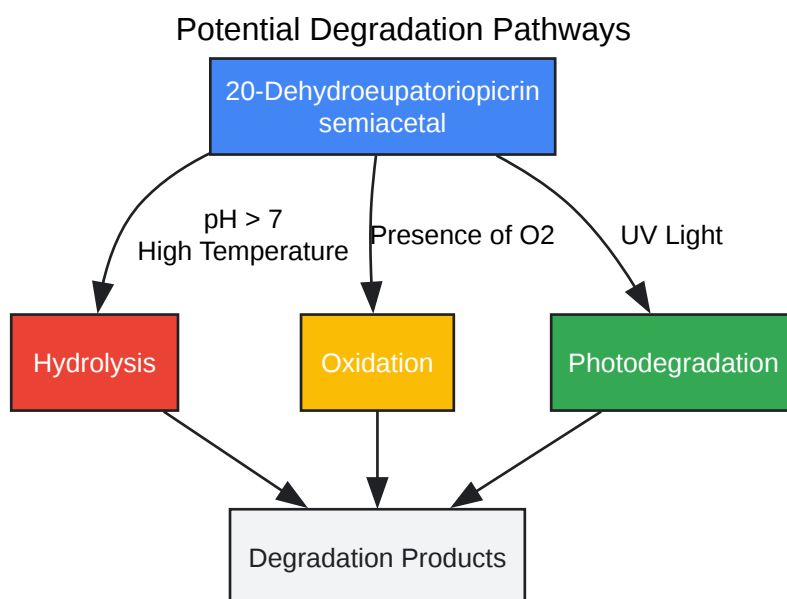 Potential Degradation Pathways
20-Dehydroeupatoriopicrin
semiacetal
pH > 7
High Temperature
Presence of O2
UV Light
Hydrolysis
Oxidation
Photodegradation
Degradation Products